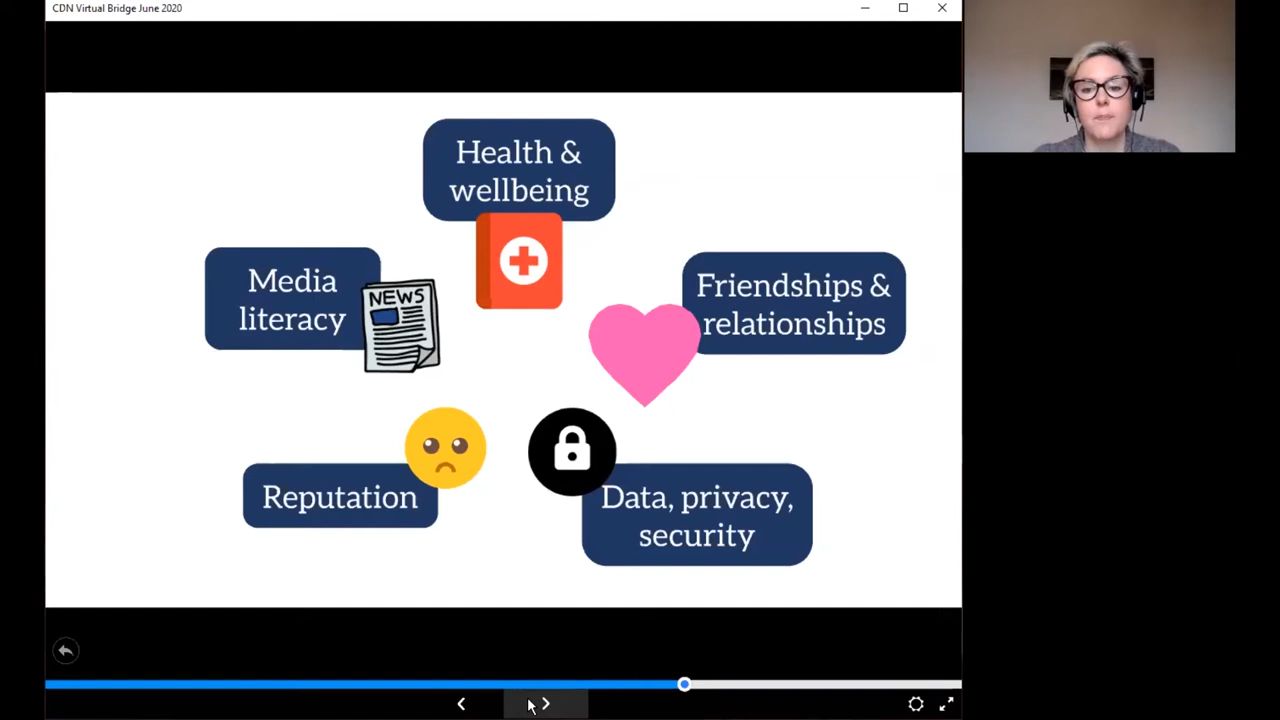 CDN Virtual Bridge June 2020
Health &
wellbeing
Media
literacy
NEWS
Friendships &
relationships
Reputation
Data, privacy,
security